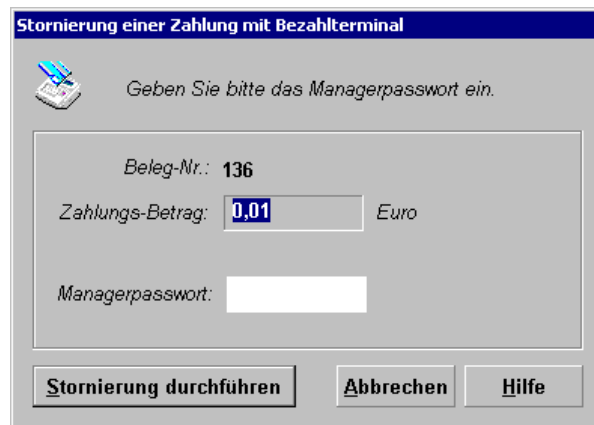 Stornierung einer Zahlung mit Bezahlterminal
Geben Sie bitte das Managerpasswort ein.
Beleg-Nr.: 136
Zahlungs-Betrag: 0,01 Euro
Managerpasswort:
Stornierung durchführen Abbrechen Hilfe